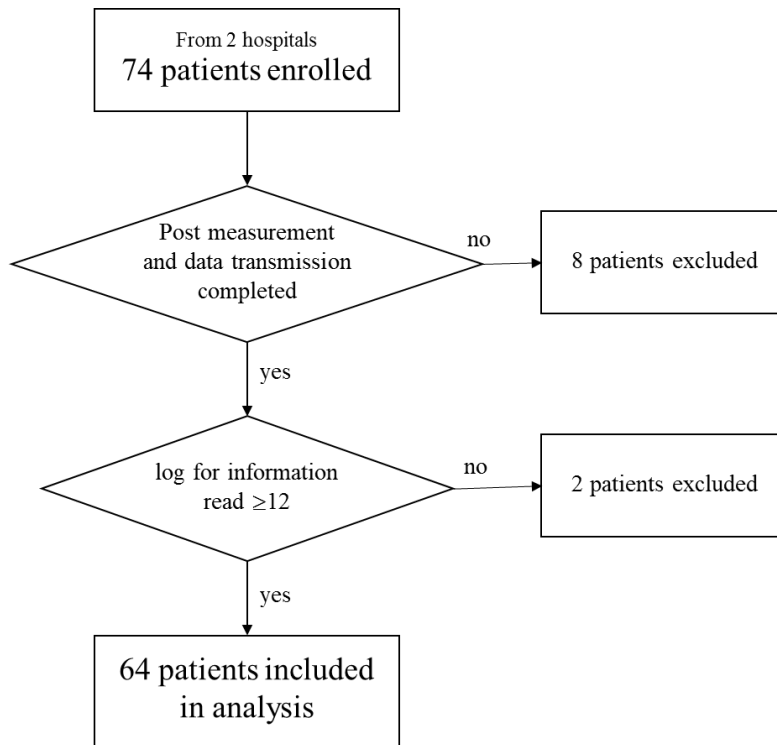 From 2 hospitals
74 patients enrolled
Post measurement
and data transmission
completed
no
8 patients excluded
yes
log for information
read ≥12
no
2 patients excluded
yes
64 patients included
in analysis